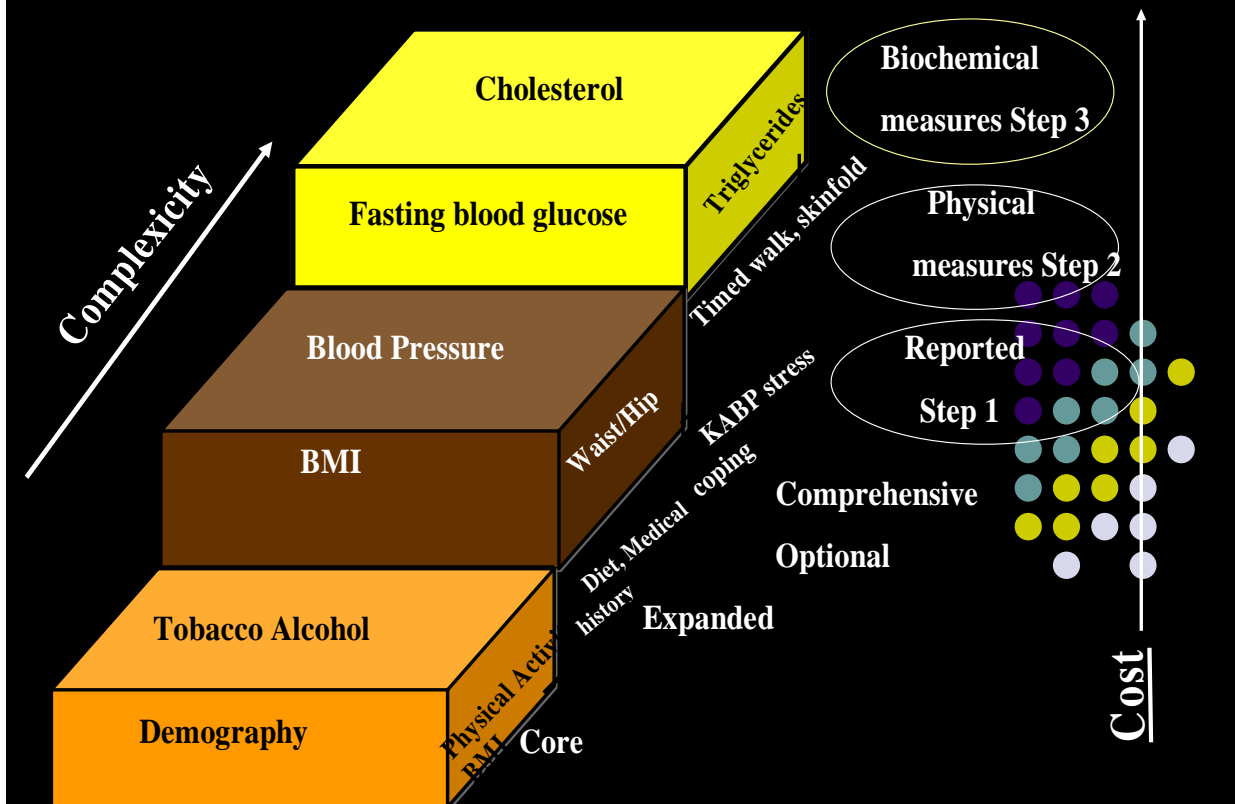 Cholesterol
Triglycerides
Fasting blood glucose
Biochemical
measures Step 3
Complexicity
Timed walk, skinfold
Physical
measures Step 2
Blood Pressure
Waist/Hip
BMI
KABP stress
Reported
Step 1
Diet, Medical coping
history
Comprehensive
Optional
Expanded
Tobacco Alcohol
Physical Activi
BMI
Demography
Core
Cost